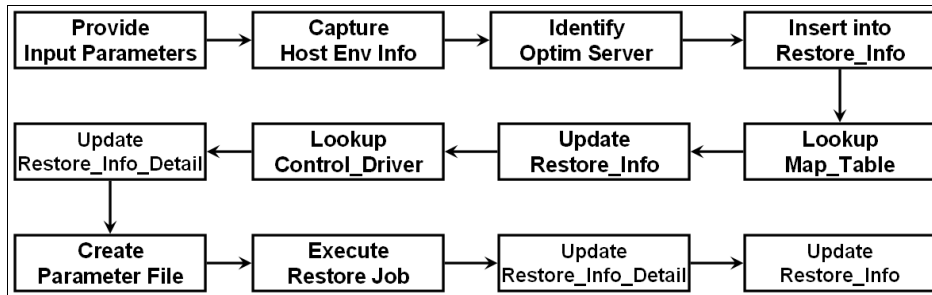 Provide
Input Parameters
Capture
Host Env Info
Identify
Optim Server
Insert into
Restore_Info
Update
Restore_Info_Detail
Lookup
Control_Driver
Update
Restore_Info
Lookup
Map_Table
Create
Parameter File
Execute
Restore Job
Update
Restore_Info_Detail
Update
Restore_Info